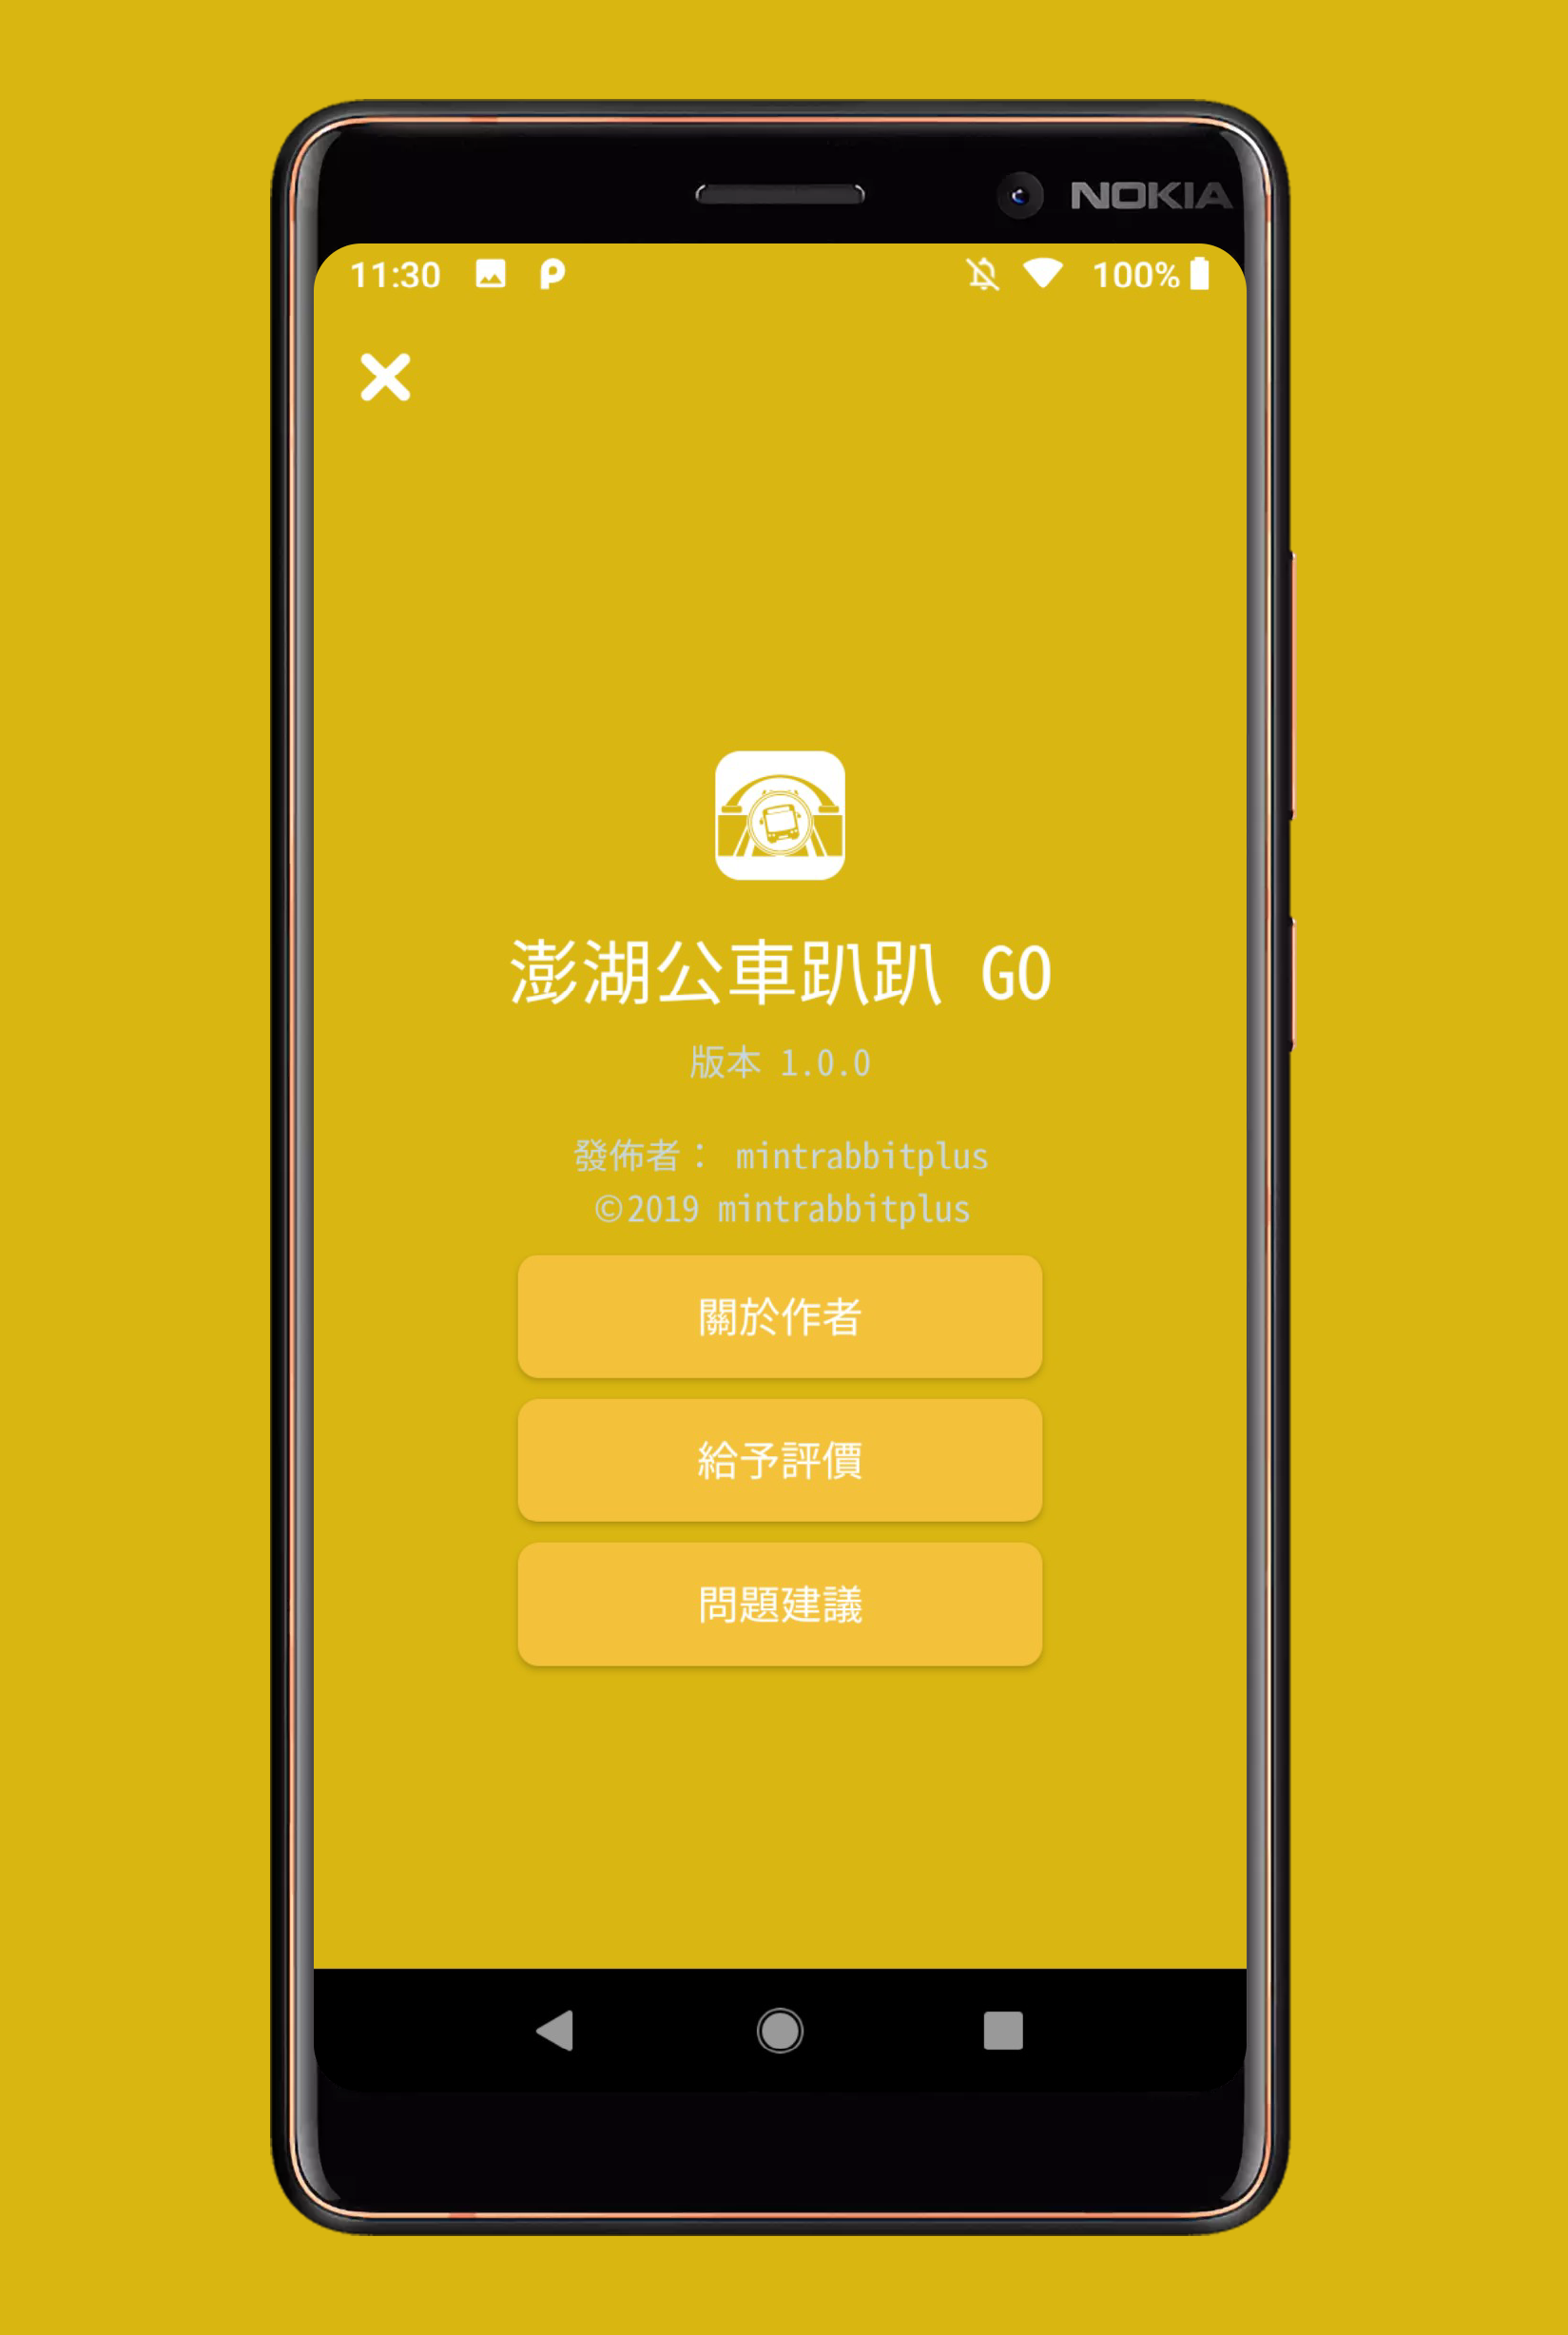 NOKIA
11:30 100%
澎湖公車趴趴 GO
版本 1.0.0
發佈者： mintrabbitplus
©2019 mintrabbitplus
關於作者
給予評價
問題建議